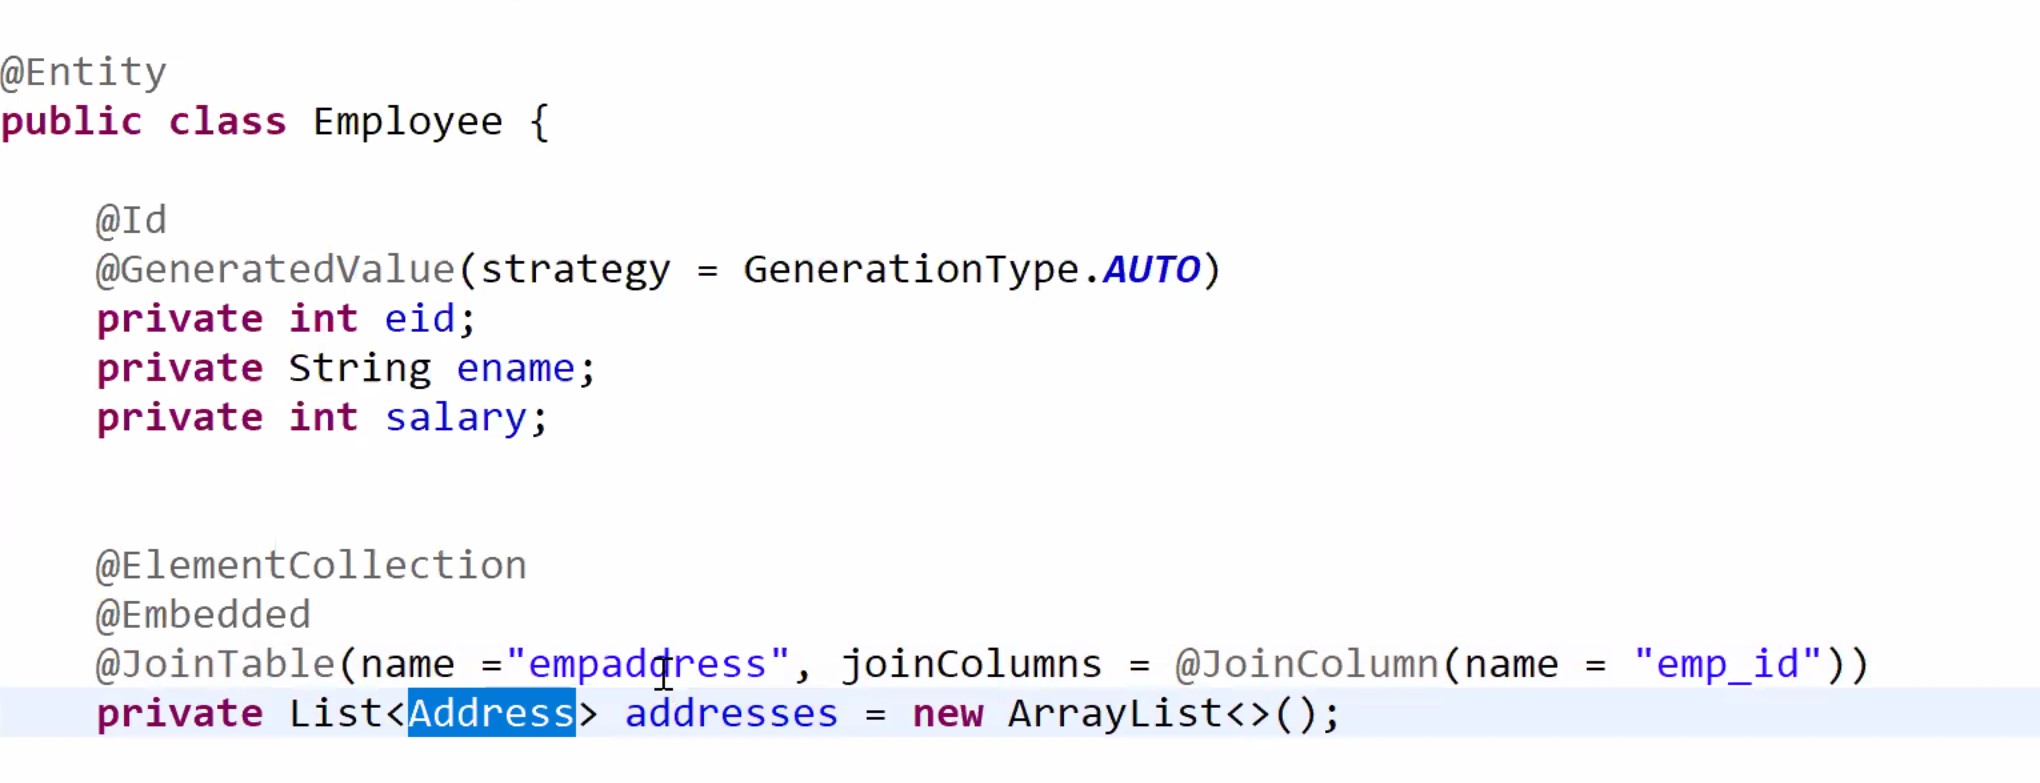 @Entity
public class Employee {
@Id
@GeneratedValue(strategy = GenerationType.AUTO)
private int eid;
private String ename;
private int salary;
@ElementCollection
@Embedded
@JoinTable(name ="empaddress", joinColumns = @JoinColumn(name = "emp_id"))
private List<Address> addresses = new ArrayList<>();